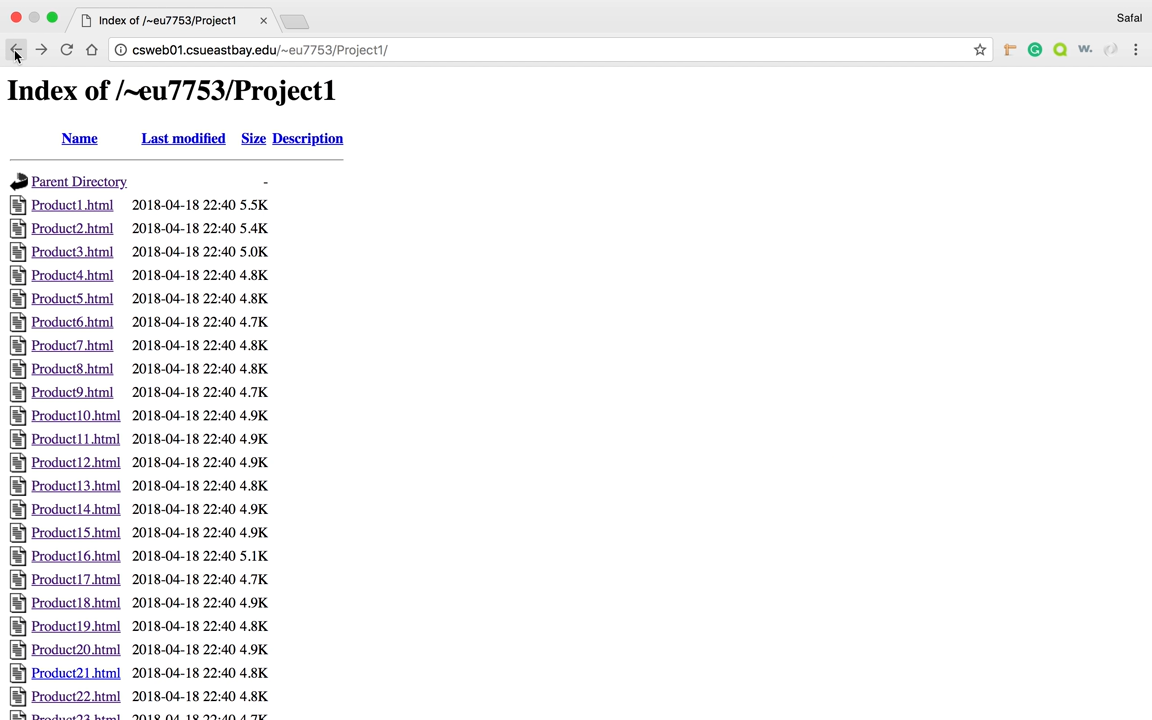 Index of /~eu7753/Project1
Safal
csweb01.csueastbay.edu/~eu7753/Project1/
w.
Index of /~eu7753/Project1
Name Last modified Size Description
Parent Directory -
Product1.html 2018-04-18 22:40 5.5K
Product2.html 2018-04-18 22:40 5.4K
Product3.html 2018-04-18 22:40 5.0K
Product4.html 2018-04-18 22:40 4.8K
Product5.html 2018-04-18 22:40 4.8K
Product6.html 2018-04-18 22:40 4.7K
Product7.html 2018-04-18 22:40 4.8K
Product8.html 2018-04-18 22:40 4.8K
Product9.html 2018-04-18 22:40 4.7K
Product10.html 2018-04-18 22:40 4.9K
Product11.html 2018-04-18 22:40 4.9K
Product12.html 2018-04-18 22:40 4.9K
Product13.html 2018-04-18 22:40 4.8K
Product14.html 2018-04-18 22:40 4.9K
Product15.html 2018-04-18 22:40 4.9K
Product16.html 2018-04-18 22:40 5.1K
Product17.html 2018-04-18 22:40 4.7K
Product18.html 2018-04-18 22:40 4.9K
Product19.html 2018-04-18 22:40 4.8K
Product20.html 2018-04-18 22:40 4.9K
Product21.html 2018-04-18 22:40 4.8K
Product22.html 2018-04-18 22:40 4.8K
Product23.html 2018-04-18 22:40 4.7K